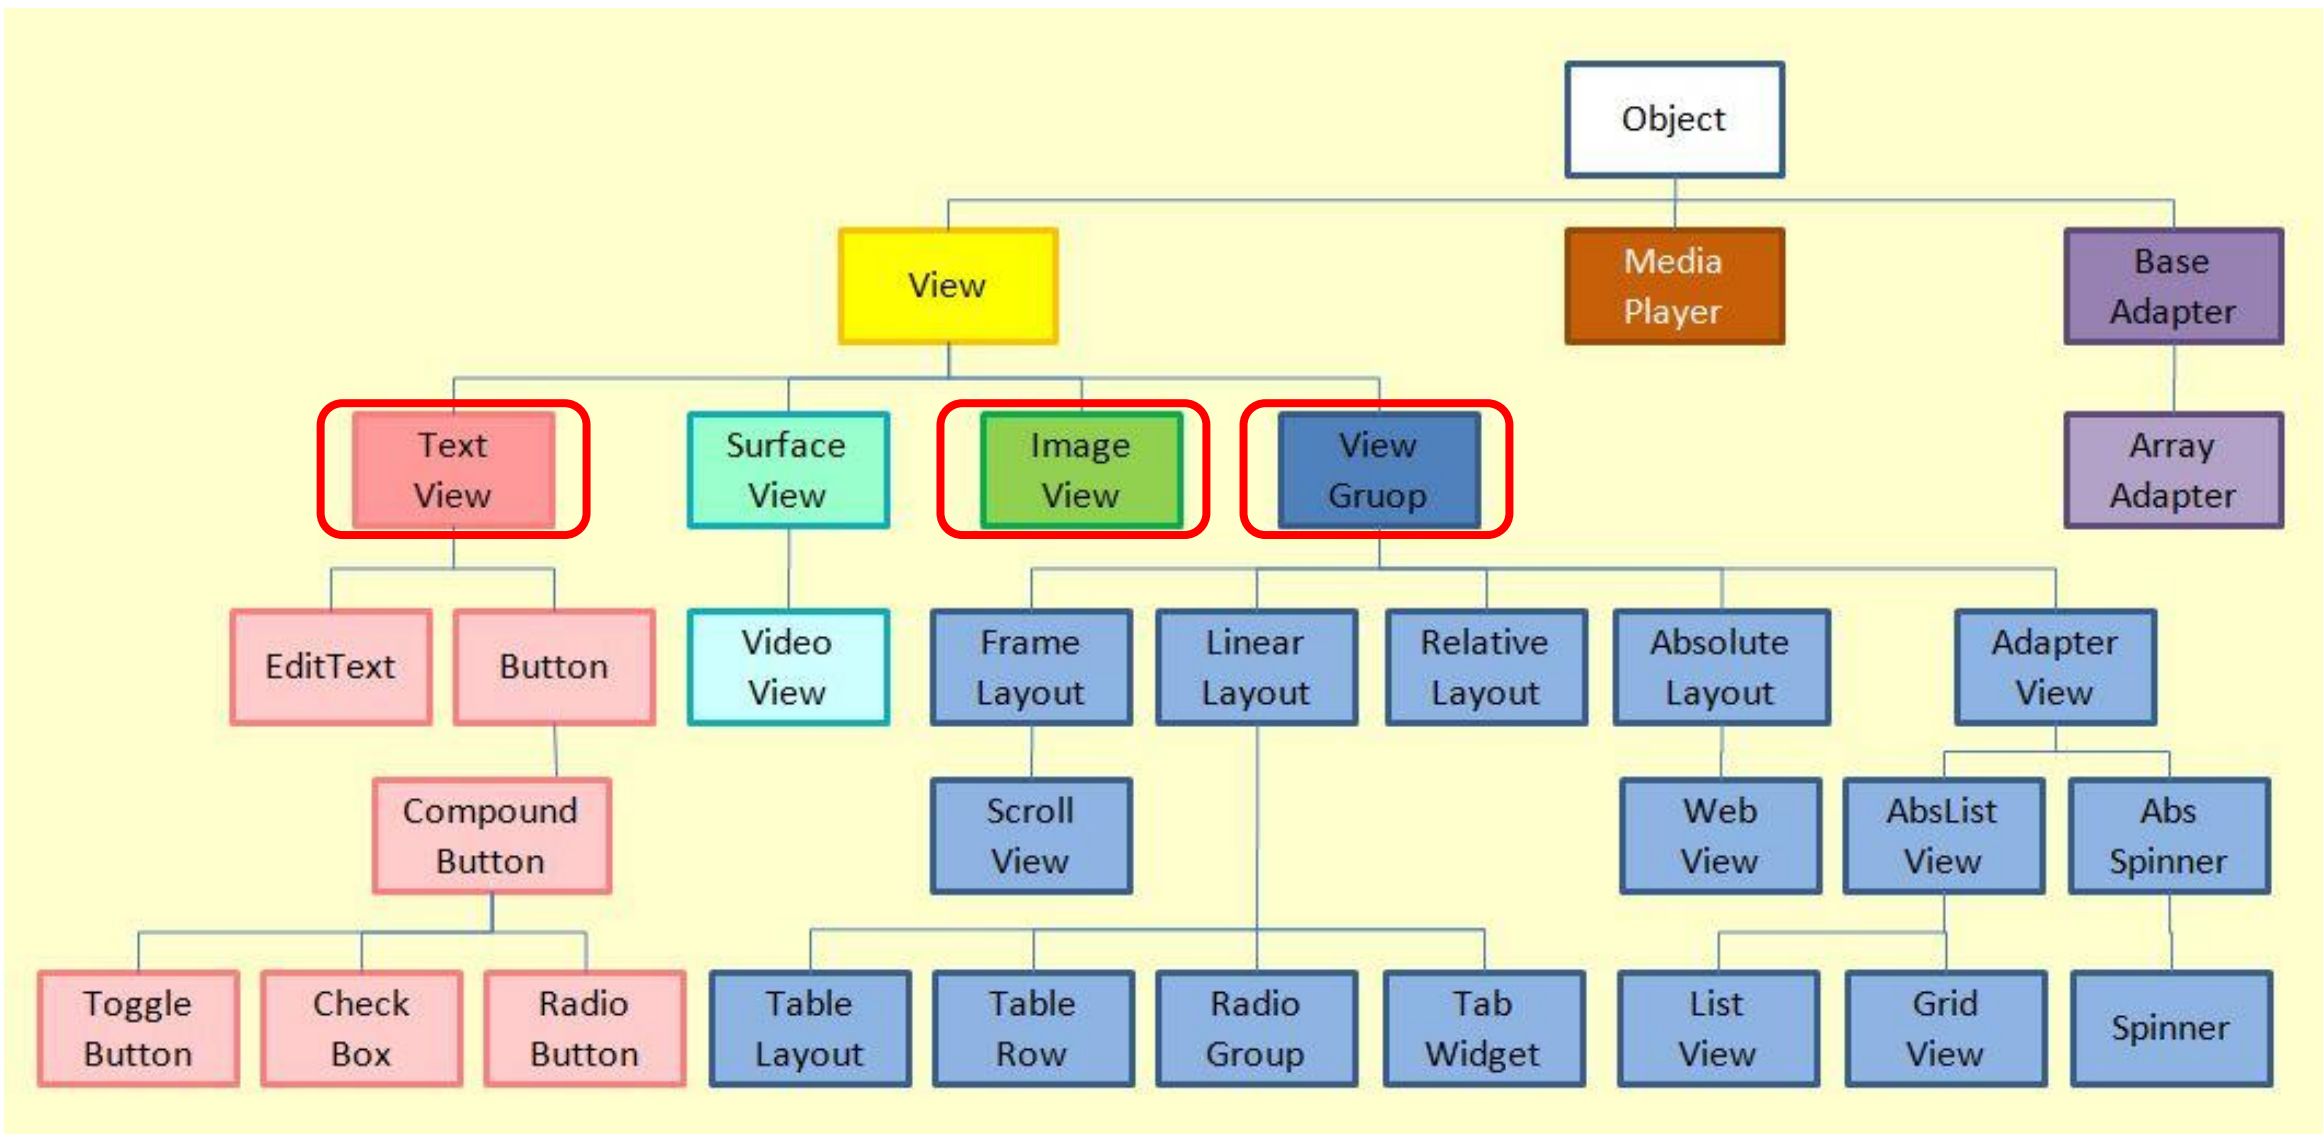 Object
View
Media
Player
Base
Adapter
Text
View
Surface
View
Image
View
View
Gruop
Array
Adapter
EditText
Button
Video
View
Frame
Layout
Linear
Layout
Relative
Layout
Absolute
Layout
Adapter
View
Compound
Button
Scroll
View
Web
View
AbsList
View
Abs
Spinner
Toggle
Button
Check
Box
Radio
Button
Table
Layout
Table
Row
Radio
Group
Tab
Widget
List
View
Grid
View
Spinner